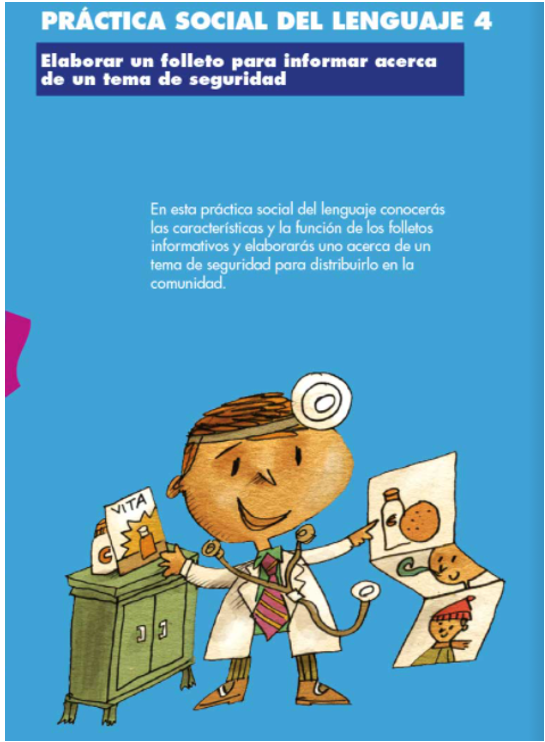 PRÁCTICA SOCIAL DEL LENGUAJE 4
Elaborar un folleto para informar acerca
de un tema de seguridad
En esta práctica social del lenguaje conocerás
las características y la función de los folletos
informativos y elaborarás uno acerca de un
tema de seguridad para distribuirlo en la
comunidad.
VITA